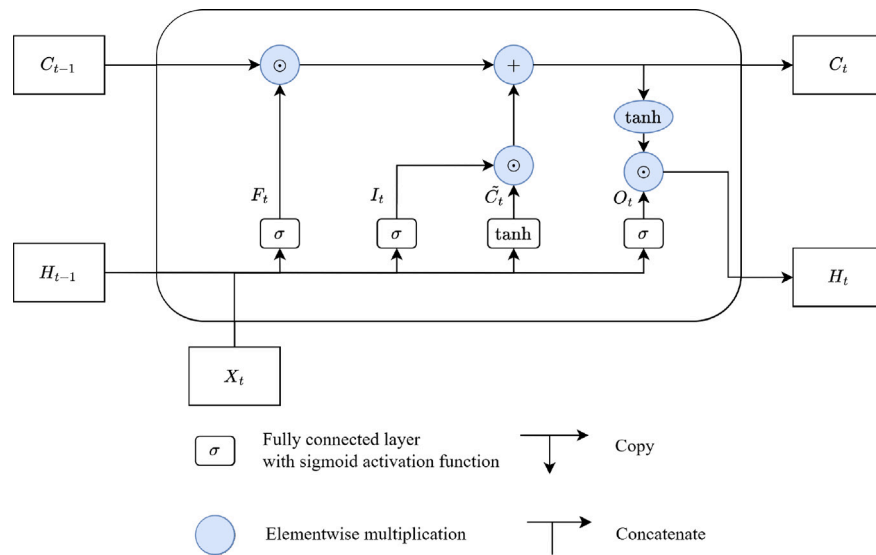 C_{t-1} ⊙ + C_t
tanh
⊙
F_t I_t C̃_t O_t
σ σ tanh σ
H_{t-1} H_t
X_t
σ Fully connected layer
with sigmoid activation function
Copy
Elementwise multiplication
Concatenate